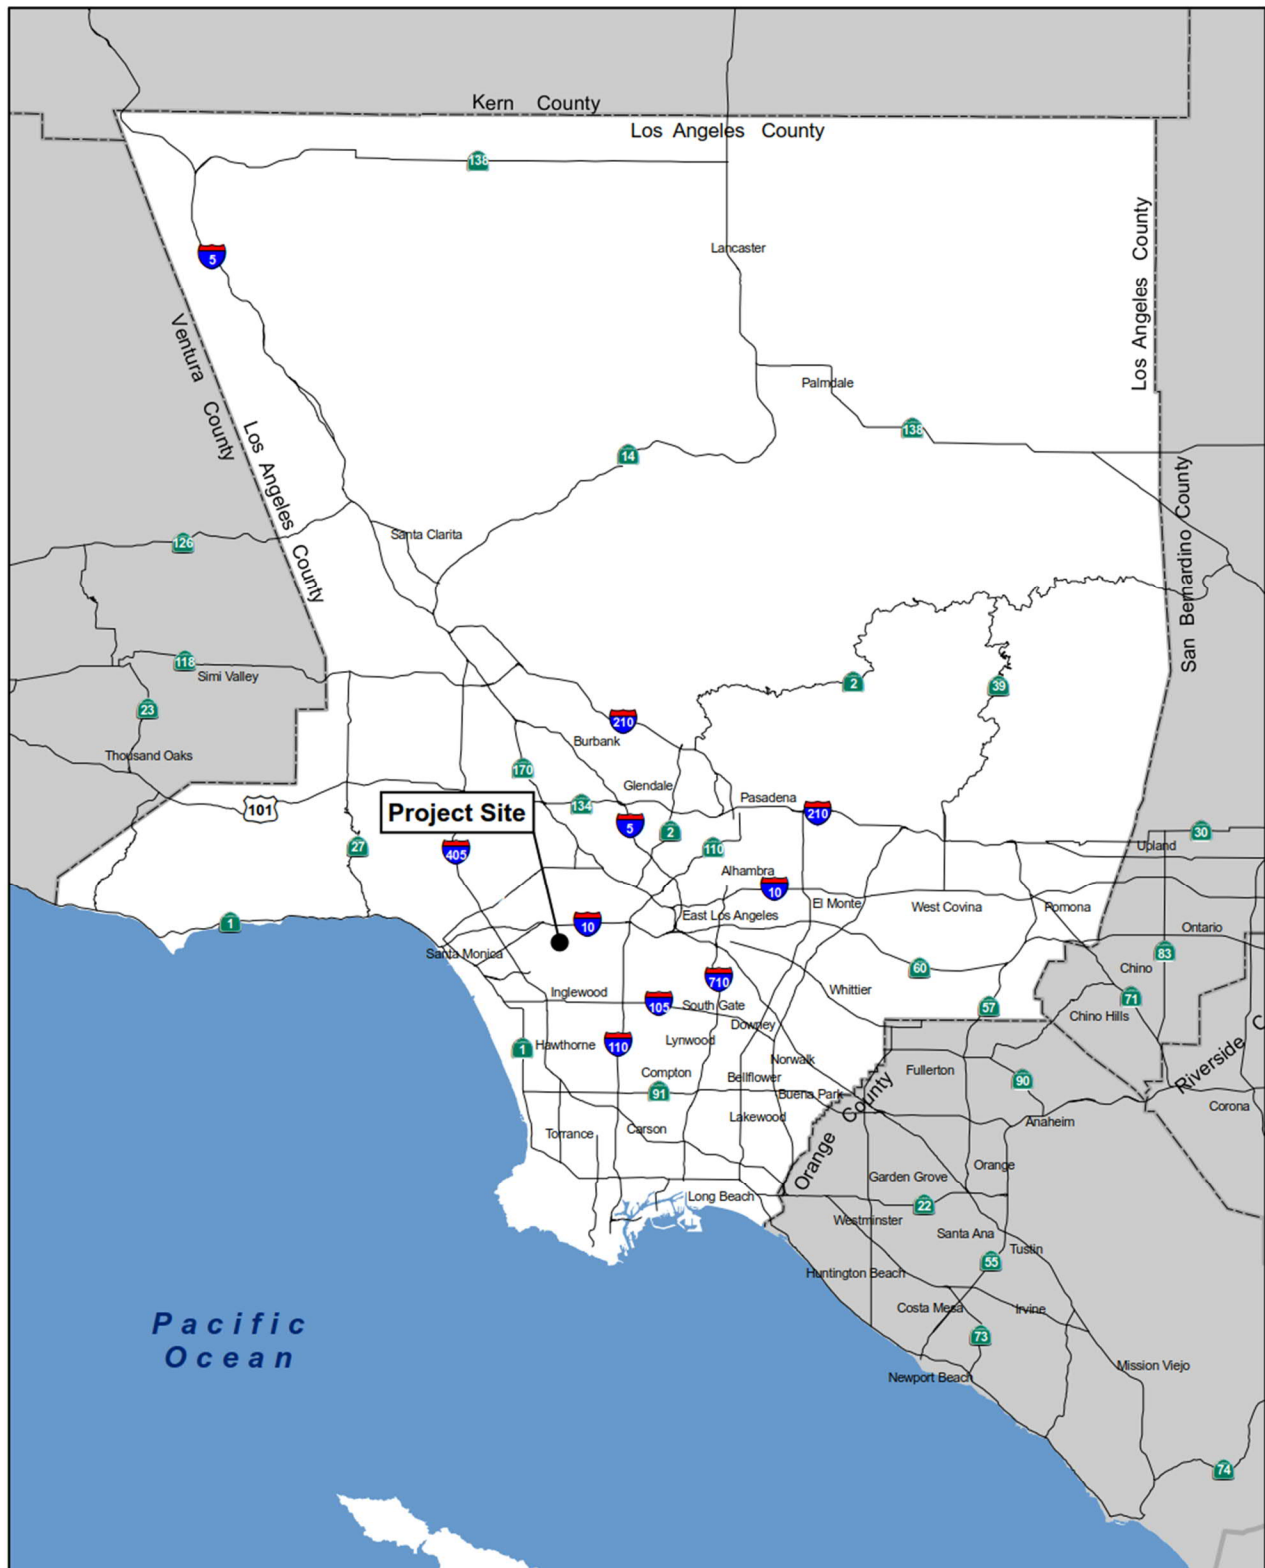 Kern County
Los Angeles County
138
Los Angeles County
Lancaster
5
Ventura County
Los Angeles County
Palmdale
138
14
San Bernardino County
Santa Clarita
126
118
Simi Valley
2
39
23
210
Burbank
Thousand Oaks
170
Glendale
Pasadena
101
134
Project Site
210
5
2
30
27
405
110
Upland
Alhambra
10
El Monte
West Covina
Pomona
East Los Angeles
1
10
Ontario
Santa Monica
83
60
Chino
710
Inglewood
Whittier
71
105
South Gate
57
Chino Hills
Downey
Riverside C
1
Hawthorne
110
Lynwood
Norwalk
Compton
Bellflower
Fullerton
90
91
Buena Park
Orange County
Corona
Lakewood
Anaheim
Torrance
Carson
Orange
Garden Grove
Long Beach
22
Westminster
Santa Ana
Tustin
55
Huntington Beach
Costa Mesa
Irvine
Pacific
Ocean
73
Mission Viejo
Newport Beach
74